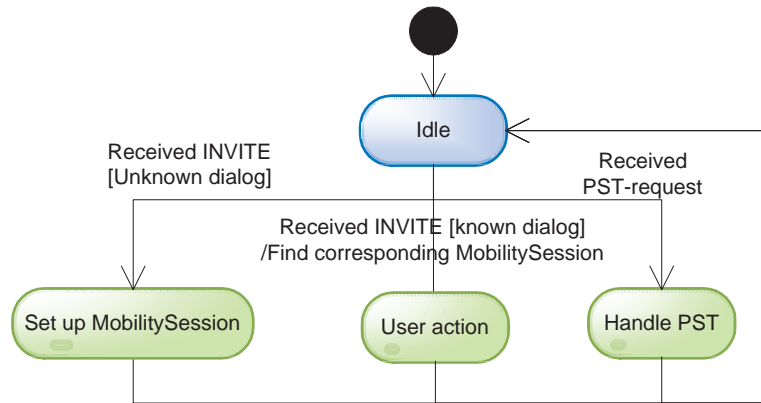 Idle
Received INVITE
[Unknown dialog]
Received
PST-request
Received INVITE [known dialog]
/Find corresponding MobilitySession
Set up MobilitySession
User action
Handle PST